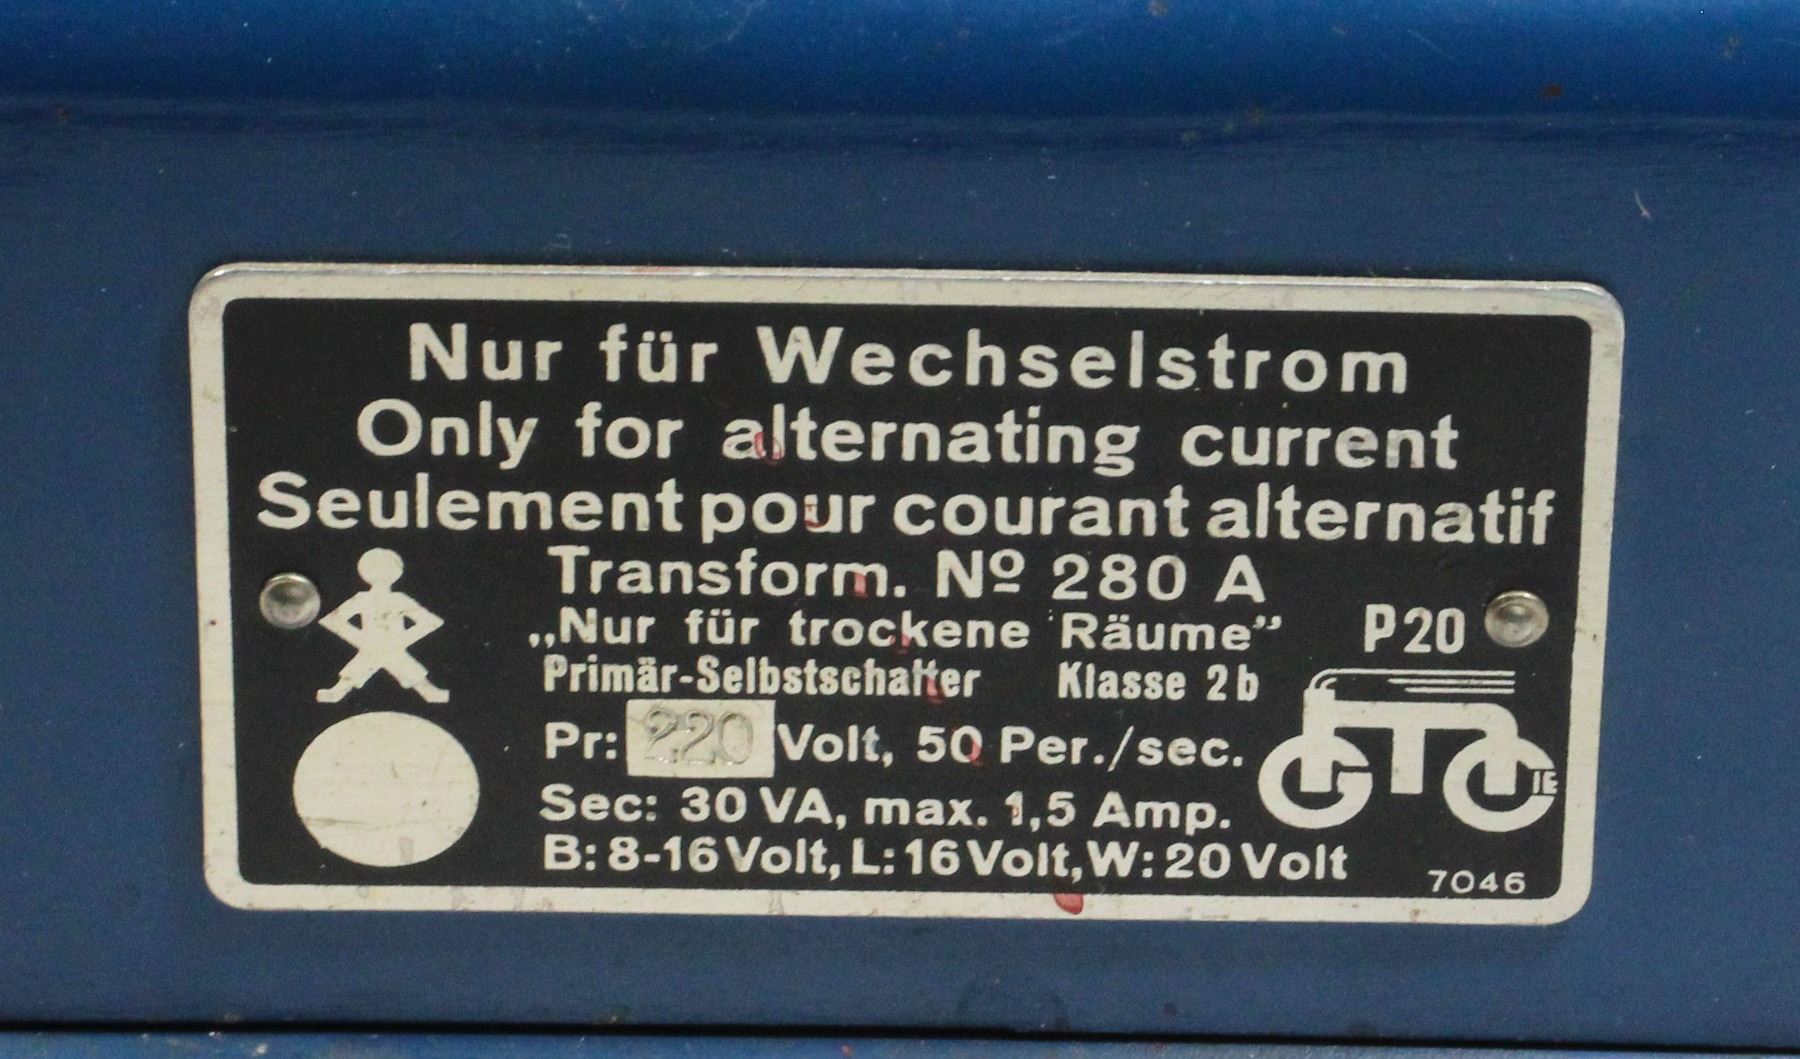 Nur für Wechselstrom
Only for alternating current
Seulement pour courant alternatif
Transform. Nº 280 A
„Nur für trockene Räume”
P20
Primär-Selbstschalter Klasse 2b
Pr: 220 Volt, 50 Per./sec.
Sec: 30 VA, max. 1,5 Amp.
B: 8-16 Volt, L: 16 Volt, W: 20 Volt
G CIE
7046